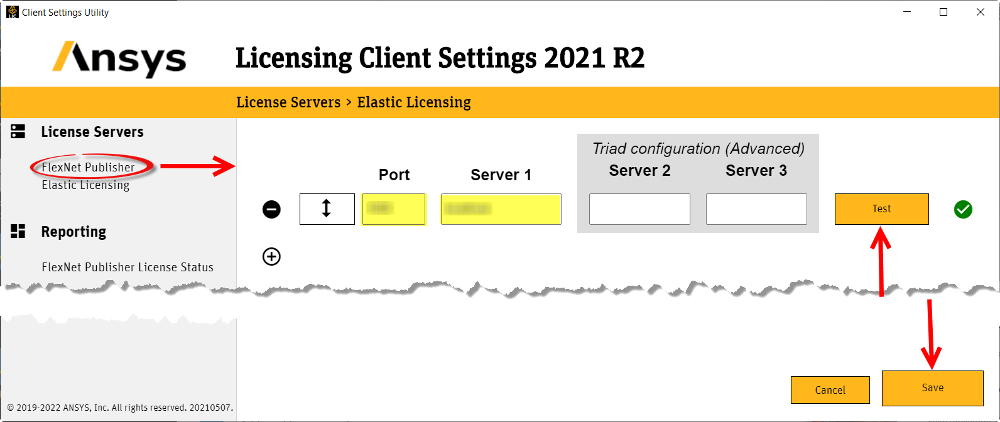 LIC
Client Settings Utility
Ansys
Licensing Client Settings 2021 R2
License Servers > Elastic Licensing
License Servers
FlexNet Publisher
Elastic Licensing
Reporting
FlexNet Publisher License Status
Triad configuration (Advanced)
Port
Server 1
Server 2
Server 3
Test
Cancel
Save
© 2019-2022 ANSYS, Inc. All rights reserved. 20210507.